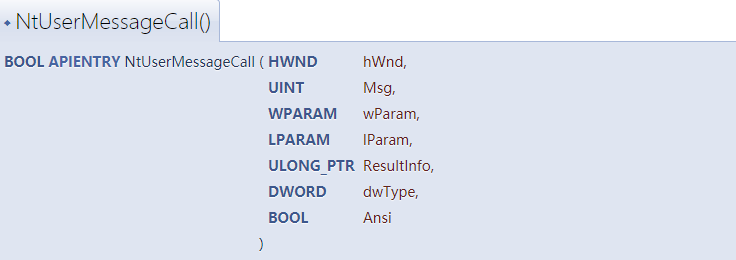 NtUserMessageCall()
BOOL APIENTRY NtUserMessageCall ( HWND hWnd,
UINT Msg,
WPARAM wParam,
LPARAM lParam,
ULONG_PTR ResultInfo,
DWORD dwType,
BOOL Ansi
)